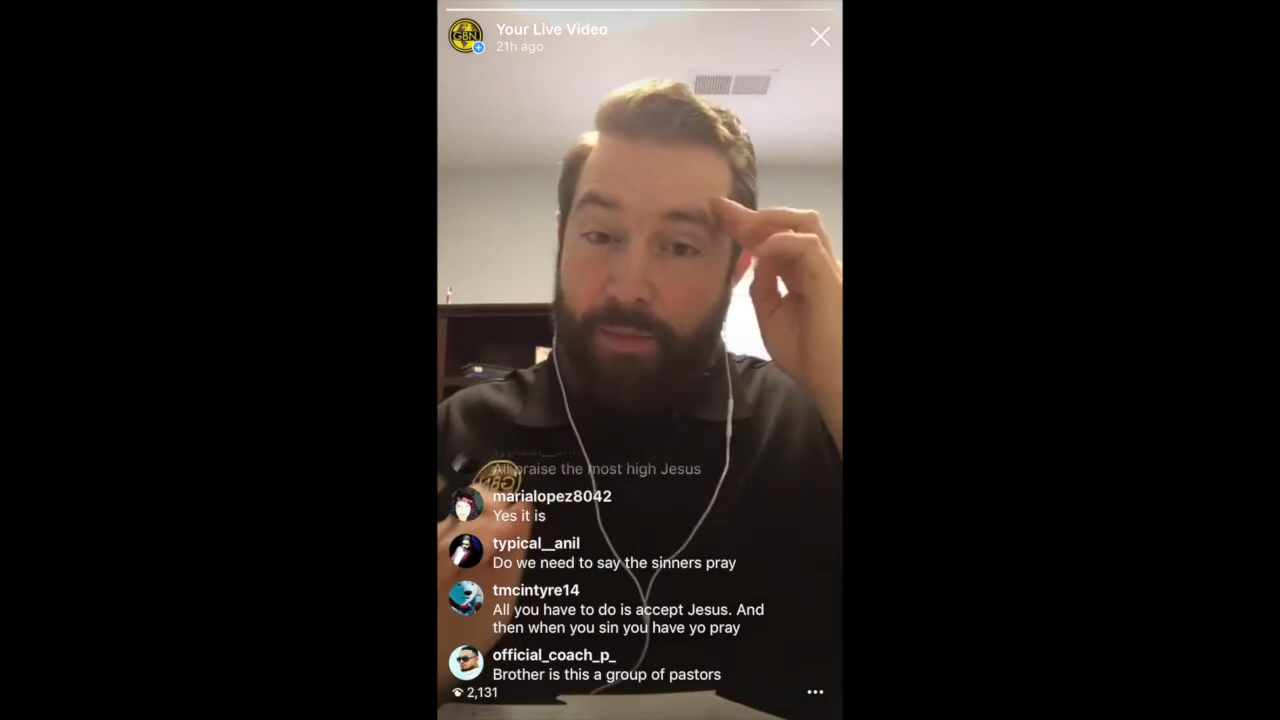 GBN
Your Live Video
21h ago
All praise the most high Jesus
GBN
marialopez8042
Yes it is
typical__anil
Do we need to say the sinners pray
tmcintyre14
All you have to do is accept Jesus. And
then when you sin you have yo pray
official_coach_p_
Brother is this a group of pastors
2,131